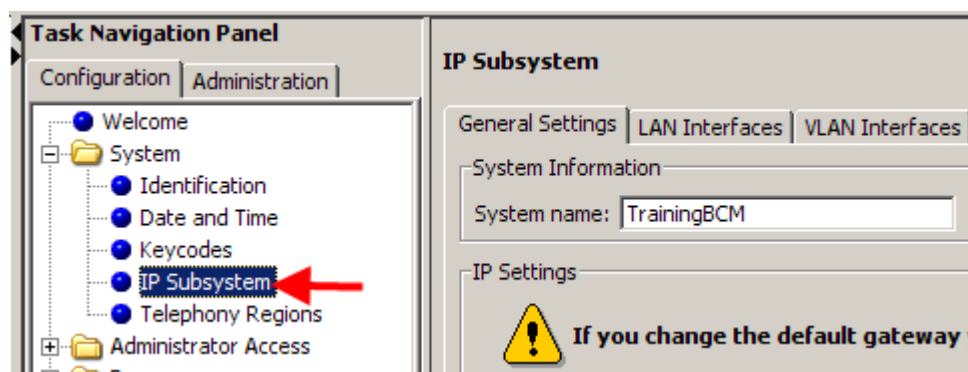 Task Navigation Panel
Configuration
Administration
Welcome
System
Identification
Date and Time
Keycodes
IP Subsystem
Telephony Regions
Administrator Access
IP Subsystem
General Settings
LAN Interfaces
VLAN Interfaces
System Information
System name: TrainingBCM
IP Settings
If you change the default gateway